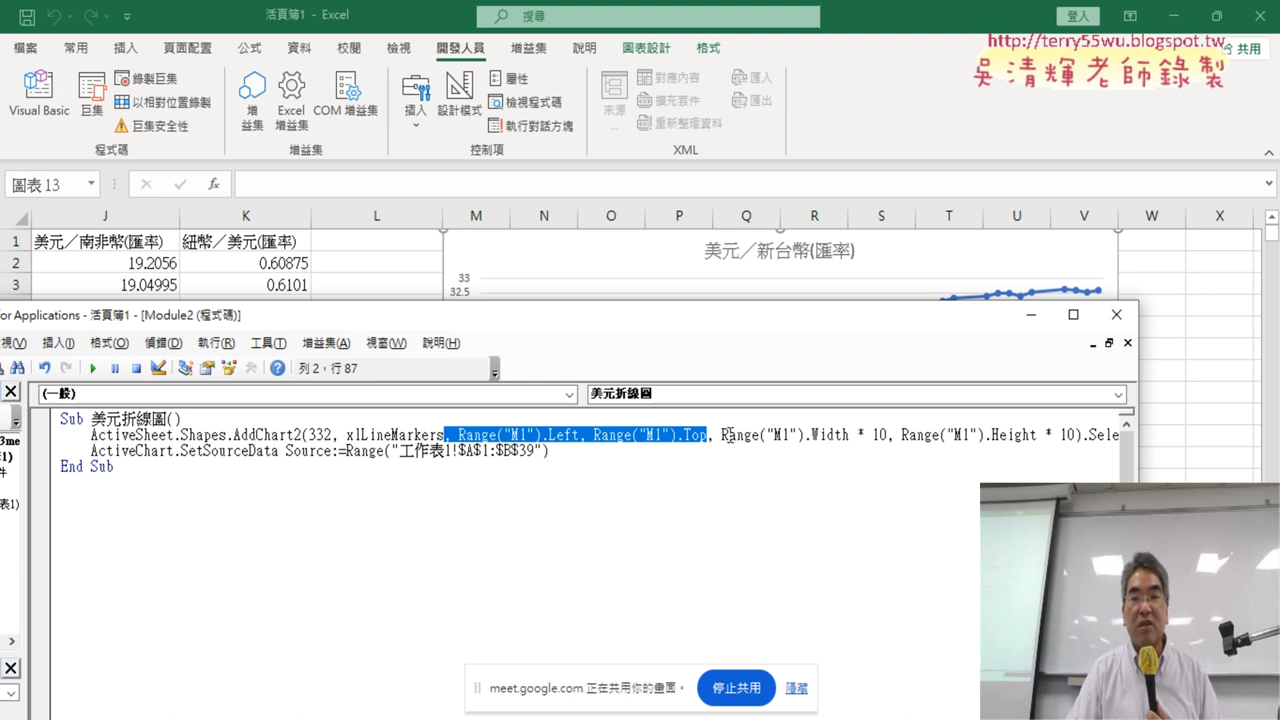 活頁簿1 - Excel
搜尋
登入
檔案 常用 插入 頁面配置 公式 資料 校閱 檢視 開發人員 增益集 說明 圖表設計 格式
共用
http://terry55wu.blogspot.tw
吳清輝老師錄製
Visual Basic
巨集
錄製巨集
以相對位置錄製
巨集安全性
程式碼
增益集
Excel 增益集
COM 增益集
增益集
插入
設計模式
屬性
檢視程式碼
執行對話方塊
控制項
來源
...
對應內容
擴充套件
重新整理資料
匯入
匯出
XML
圖表 13
fx
J K L M N O P Q R S T U V W X
1 美元／南非幣(匯率) 紐幣／美元(匯率)
2 19.2056 0.60875
3 19.04995 0.6101
美元／新台幣(匯率)
33
32.5
or Applications - 活頁簿1 - [Module2 (程式碼)]
視(V) 插入(I) 格式(O) 偵錯(D) 執行(R) 工具(T) 增益集(A) 視窗(W) 說明(H)
列 2，行 87
(一般)
美元折線圖
Sub 美元折線圖()
ActiveSheet.Shapes.AddChart2(332, xlLineMarkers, Range("M1").Left, Range("M1").Top, Range("M1").Width * 10, Range("M1").Height * 10).Sele
ActiveChart.SetSourceData Source:=Range("工作表1!$A$1:$B$39")
End Sub
3me
1)
件
表1)
meet.google.com 正在共用你的畫面。
停止共用
隱藏